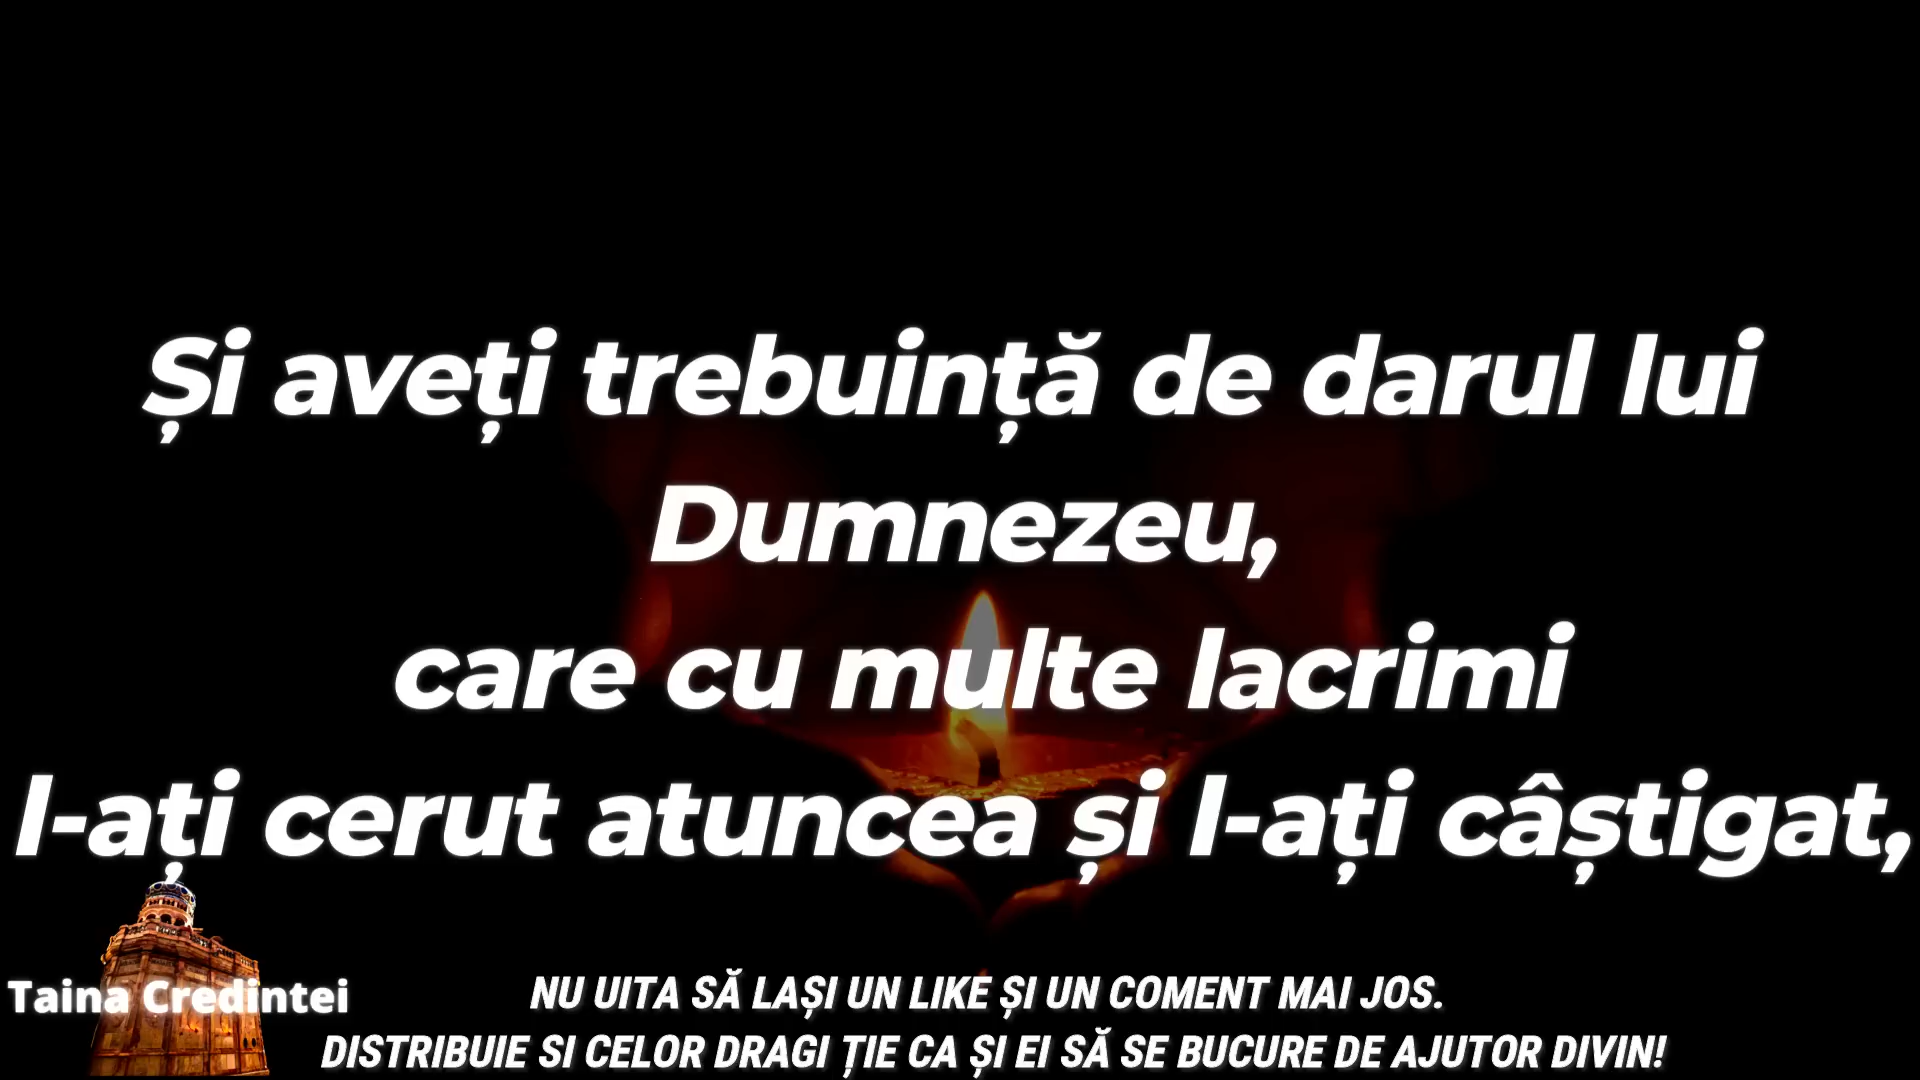 Și aveți trebuință de darul lui
Dumnezeu,
care cu multe lacrimi
l-ați cerut atuncea și l-ați câștigat,
Taina Credintei
NU UITA SĂ LAȘI UN LIKE ȘI UN COMENT MAI JOS.
DISTRIBUIE SI CELOR DRAGI ȚIE CA ȘI EI SĂ SE BUCURE DE AJUTOR DIVIN!